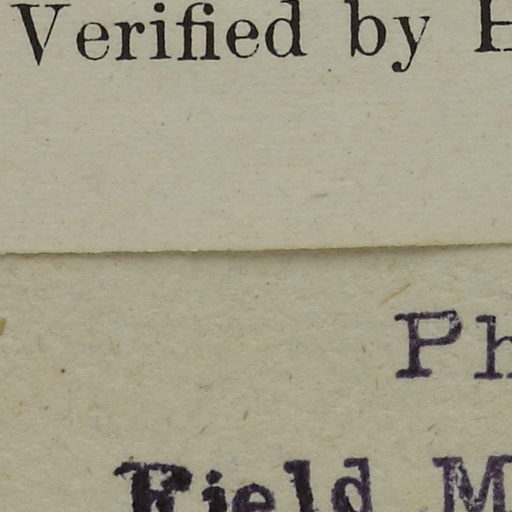 Verified by H
Ph
Field M